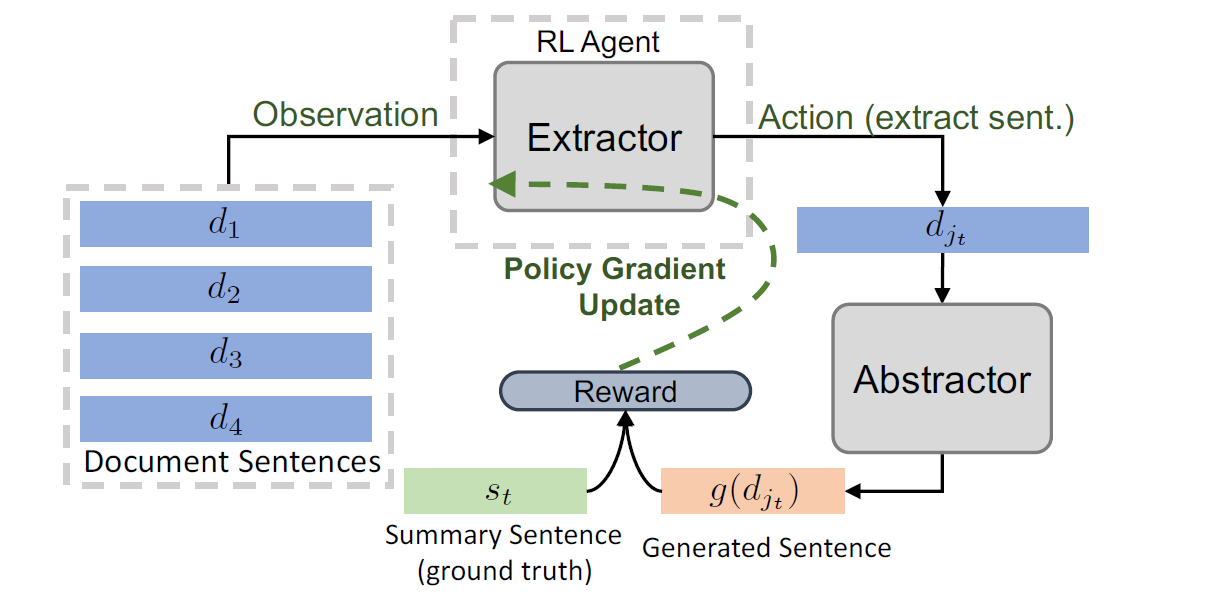 RL Agent
Observation
Extractor
Action (extract sent.)
d_1
d_{j_t}
d_2
Policy Gradient
Update
d_3
Reward
Abstractor
d_4
Document Sentences
s_t
g(d_{j_t})
Summary Sentence
(ground truth)
Generated Sentence